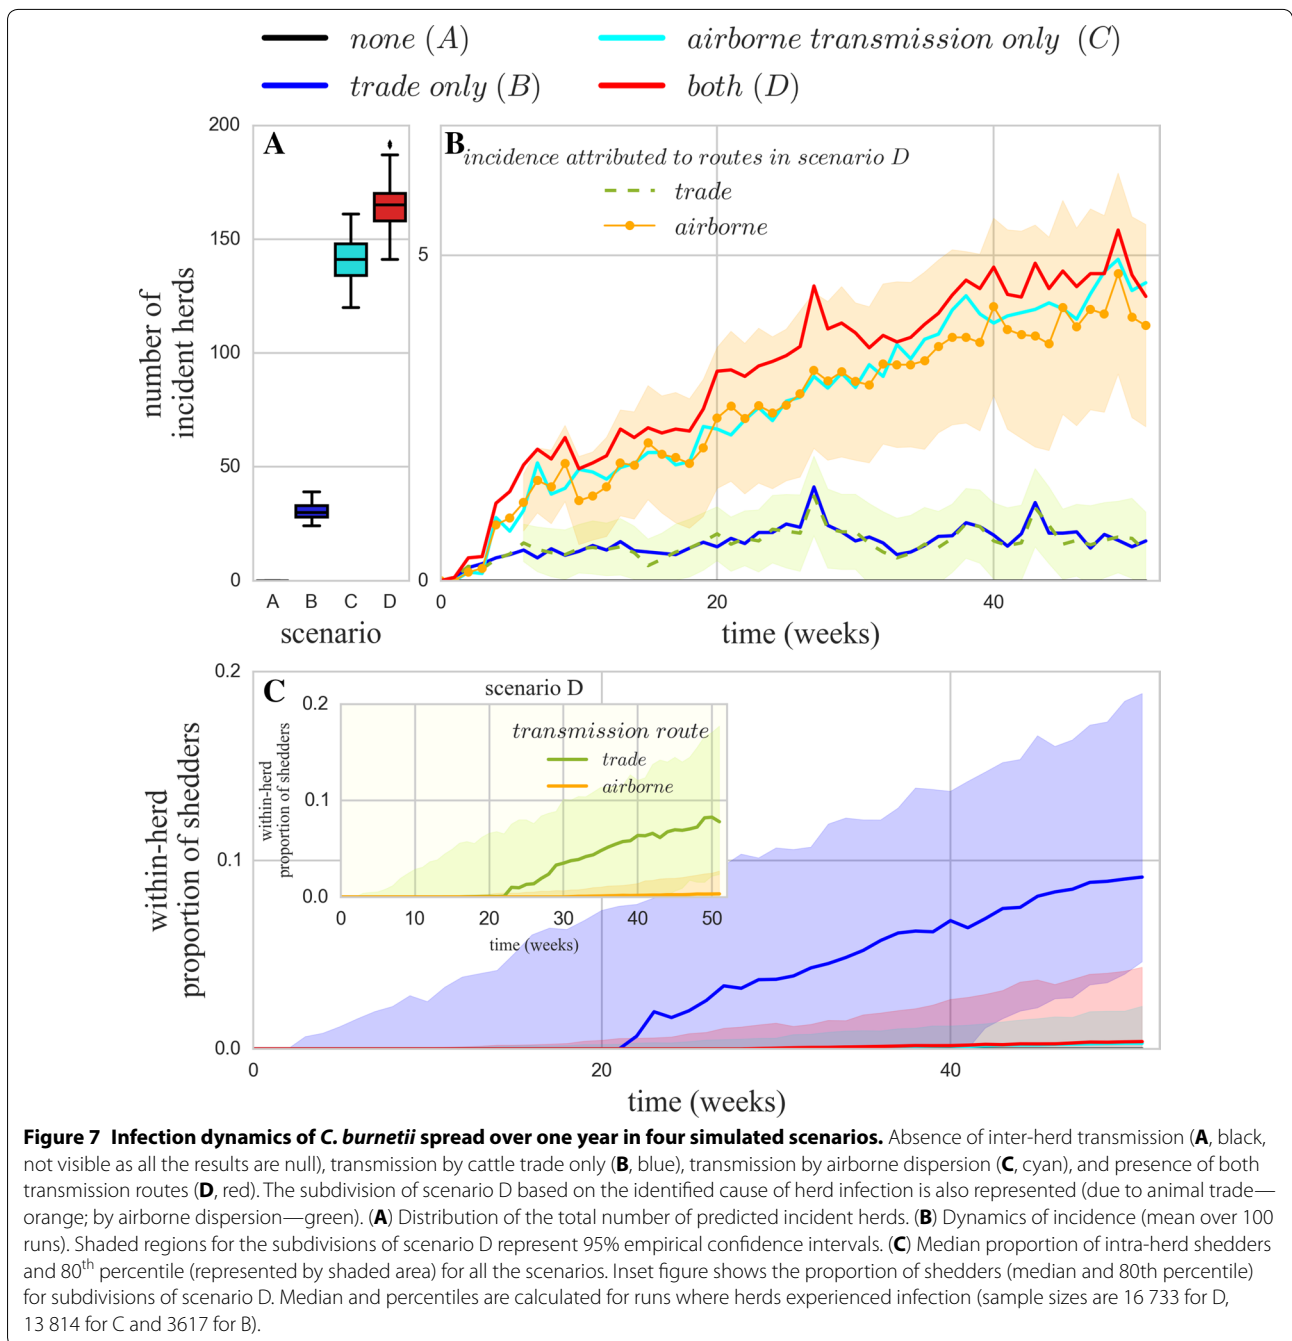 none (A)
airborne transmission only (C)
trade only (B)
both (D)
200
150
100
50
0
number of
incident herds
A
A B C D
scenario
B
incidence attributed to routes in scenario D
trade
airborne
5
0
0 20 40
time (weeks)
0.2
0.1
0.0
within-herd
proportion of shedders
C
scenario D
0.2
0.1
0.0
within-herd
proportion of shedders
transmission route
trade
airborne
0 10 20 30 40 50
time (weeks)
0 20 40
time (weeks)
Figure 7 Infection dynamics of C. burnetii spread over one year in four simulated scenarios. Absence of inter-herd transmission (A, black,
not visible as all the results are null), transmission by cattle trade only (B, blue), transmission by airborne dispersion (C, cyan), and presence of both
transmission routes (D, red). The subdivision of scenario D based on the identified cause of herd infection is also represented (due to animal trade—
orange; by airborne dispersion—green). (A) Distribution of the total number of predicted incident herds. (B) Dynamics of incidence (mean over 100
runs). Shaded regions for the subdivisions of scenario D represent 95% empirical confidence intervals. (C) Median proportion of intra-herd shedders
and 80th percentile (represented by shaded area) for all the scenarios. Inset figure shows the proportion of shedders (median and 80th percentile)
for subdivisions of scenario D. Median and percentiles are calculated for runs where herds experienced infection (sample sizes are 16 733 for D,
13 814 for C and 3617 for B).